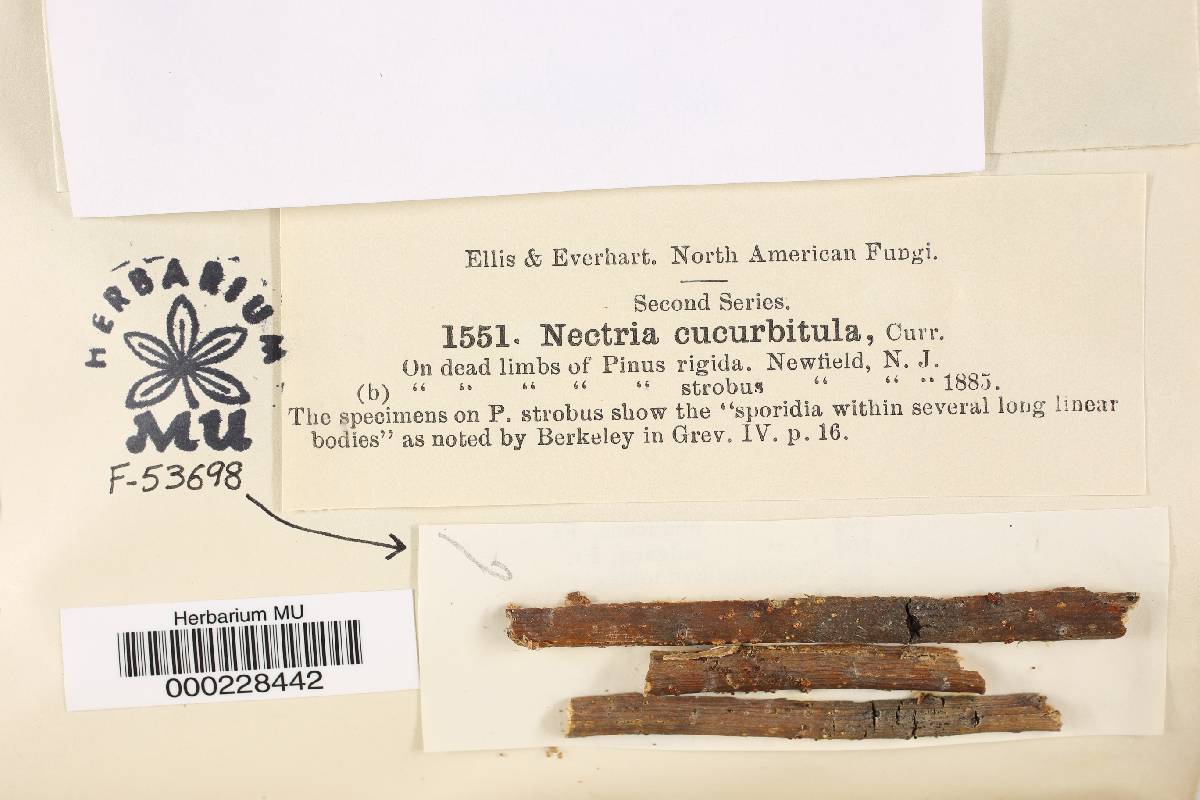 Ellis & Everhart. North American Fungi.
Second Series.
1551. Nectria cucurbitula, Curr.
On dead limbs of Pinus rigida. Newfield, N. J.
(b) “ “ “ “ “ strobus “ “ “ 1885.
The specimens on P. strobus show the “sporidia within several long linear
bodies” as noted by Berkeley in Grev. IV. p. 16.
HERBARIUM
MU
F-53698
b
Herbarium MU
000228442